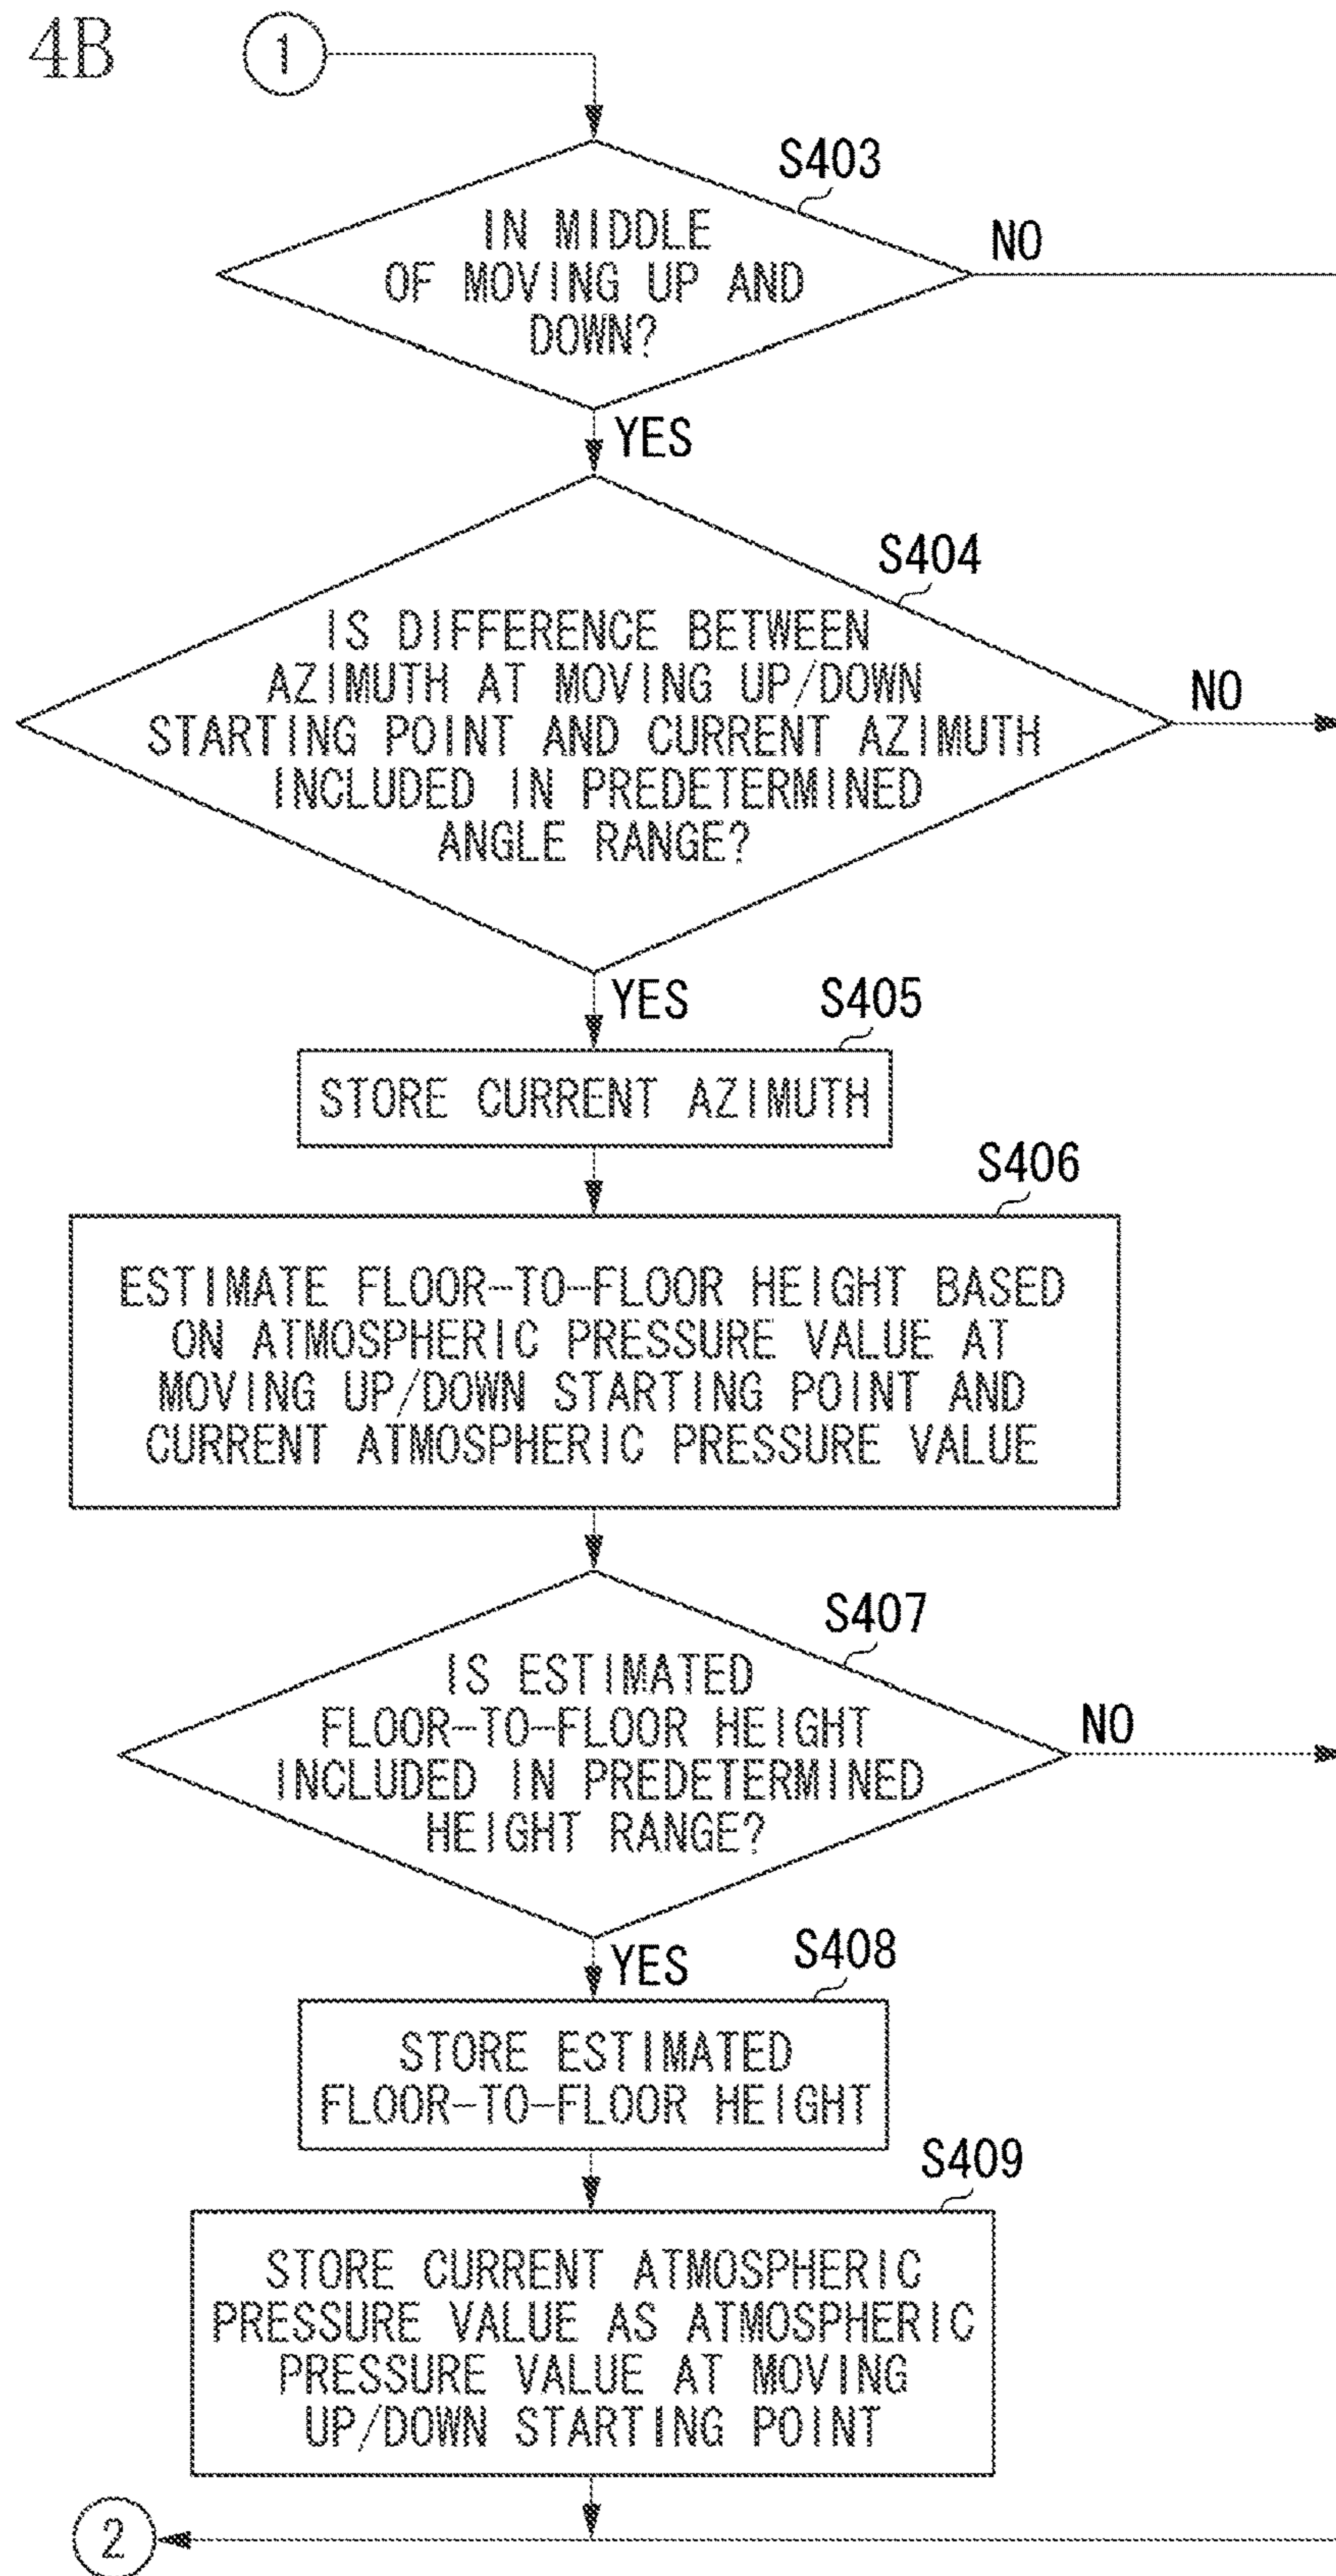 4B
1
S403
IN MIDDLE
OF MOVING UP AND
DOWN?
NO
YES
S404
IS DIFFERENCE BETWEEN
AZIMUTH AT MOVING UP/DOWN
STARTING POINT AND CURRENT AZIMUTH
INCLUDED IN PREDETERMINED
ANGLE RANGE?
NO
YES
S405
STORE CURRENT AZIMUTH
S406
ESTIMATE FLOOR-TO-FLOOR HEIGHT BASED
ON ATMOSPHERIC PRESSURE VALUE AT
MOVING UP/DOWN STARTING POINT AND
CURRENT ATMOSPHERIC PRESSURE VALUE
S407
IS ESTIMATED
FLOOR-TO-FLOOR HEIGHT
INCLUDED IN PREDETERMINED
HEIGHT RANGE?
NO
YES
S408
STORE ESTIMATED
FLOOR-TO-FLOOR HEIGHT
S409
STORE CURRENT ATMOSPHERIC
PRESSURE VALUE AS ATMOSPHERIC
PRESSURE VALUE AT MOVING
UP/DOWN STARTING POINT
2